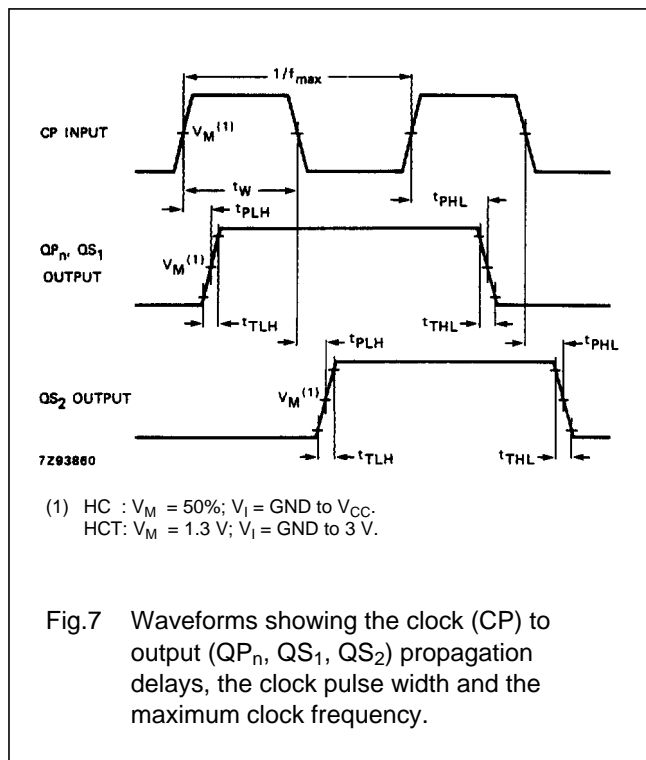 1/fmax
CP INPUT
VM(1)
tW
tPLH
tPHL
QPn, QS1
OUTPUT
VM(1)
tTLH
tTHL
tPLH
tPHL
QS2 OUTPUT
VM(1)
tTLH
tTHL
7Z93860
(1) HC : VM = 50%; VI = GND to VCC.
HCT: VM = 1.3 V; VI = GND to 3 V.
Fig.7 Waveforms showing the clock (CP) to
output (QPn, QS1, QS2) propagation
delays, the clock pulse width and the
maximum clock frequency.